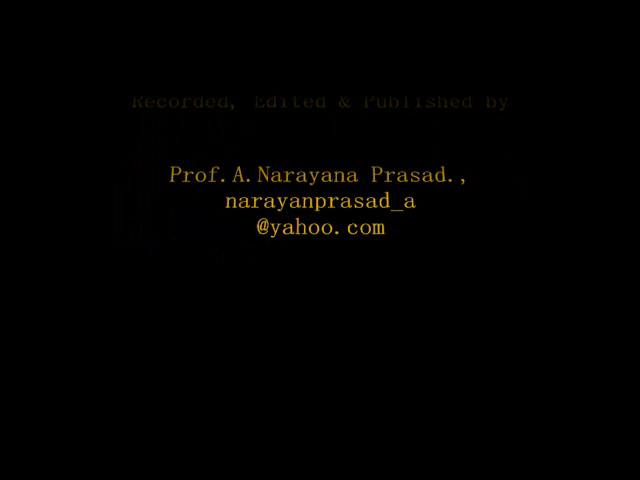 Recorded, Edited & Published by
Prof.A.Narayana Prasad.,
narayanprasad_a
@yahoo.com